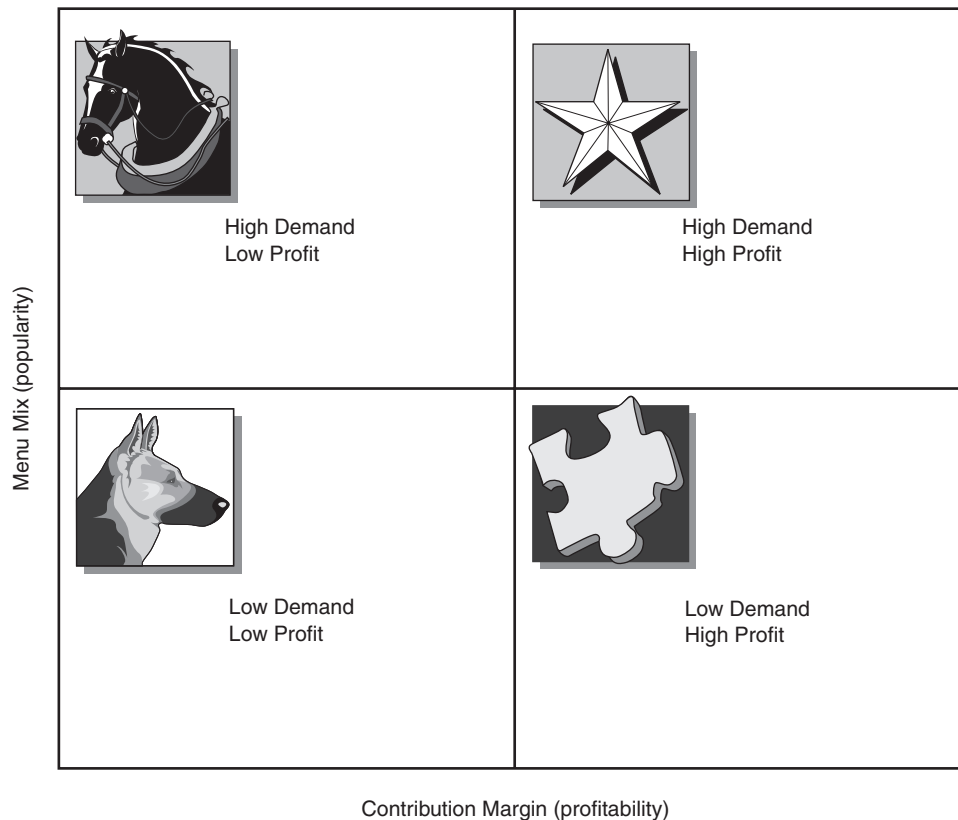 High Demand
Low Profit
High Demand
High Profit
Menu Mix (popularity)
Low Demand
Low Profit
Low Demand
High Profit
Contribution Margin (profitability)